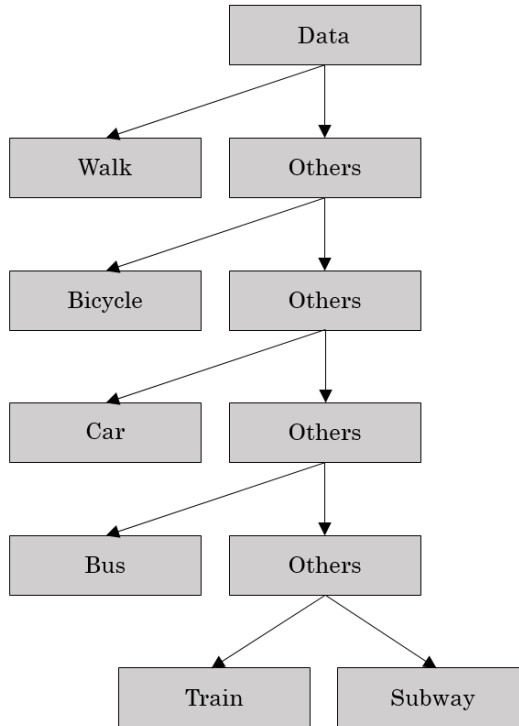 Data
Walk
Others
Bicycle
Others
Car
Others
Bus
Others
Train
Subway